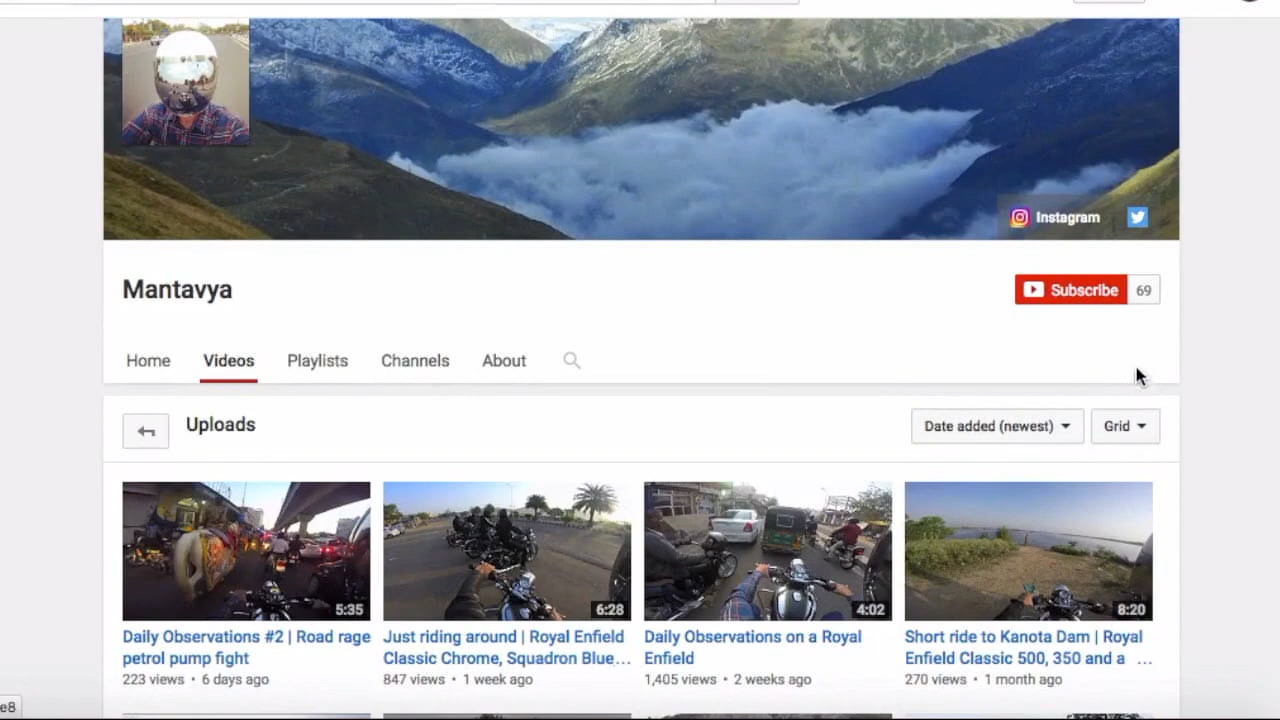 Instagram
Mantavya
Subscribe 69
Home Videos Playlists Channels About
Uploads
Date added (newest) Grid
5:35
6:28
4:02
8:20
Daily Observations #2 | Road rage
petrol pump fight
223 views • 6 days ago
Just riding around | Royal Enfield
Classic Chrome, Squadron Blue…
847 views • 1 week ago
Daily Observations on a Royal
Enfield
1,405 views • 2 weeks ago
Short ride to Kanota Dam | Royal
Enfield Classic 500, 350 and a …
270 views • 1 month ago
e8